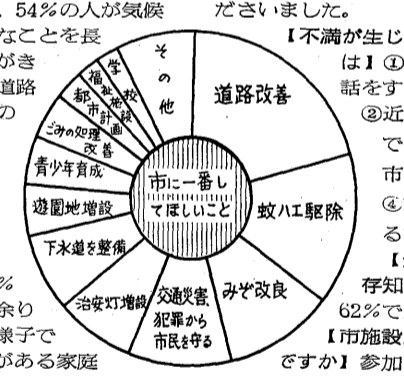 54%の人が気候
なことを長
がき
道路
の
%
余り
様子で
がある家庭
その他
学校
福祉施設
都市計画
ごみの処理
改善
青少年育成
遊園地増設
下水道を整備
治安灯増設
交通災害、
犯罪から
市民を守る
みぞ改良
蚊ハエ駆除
道路改善
市に一番し
てほしいこと
ださいました。
【不満が生じ
は】①
話をす
②近
で
市
④
る
存知
62%で
【市施設
ですか】参加